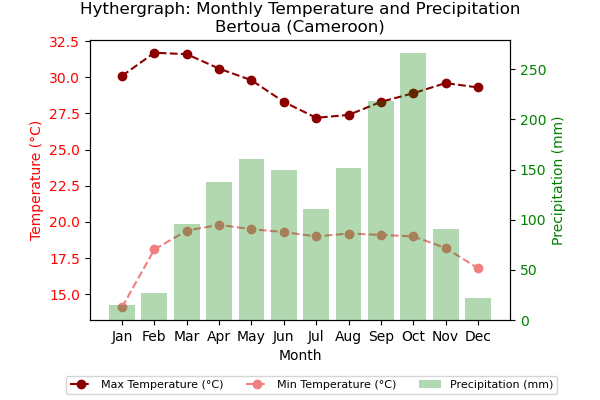 Hythergraph: Monthly Temperature and Precipitation
Bertoua (Cameroon)
32.5
30.0
27.5
25.0
22.5
20.0
17.5
15.0
Temperature (°C)
250
200
150
100
50
0
Precipitation (mm)
Jan Feb Mar Apr May Jun Jul Aug Sep Oct Nov Dec
Month
Max Temperature (°C) Min Temperature (°C) Precipitation (mm)